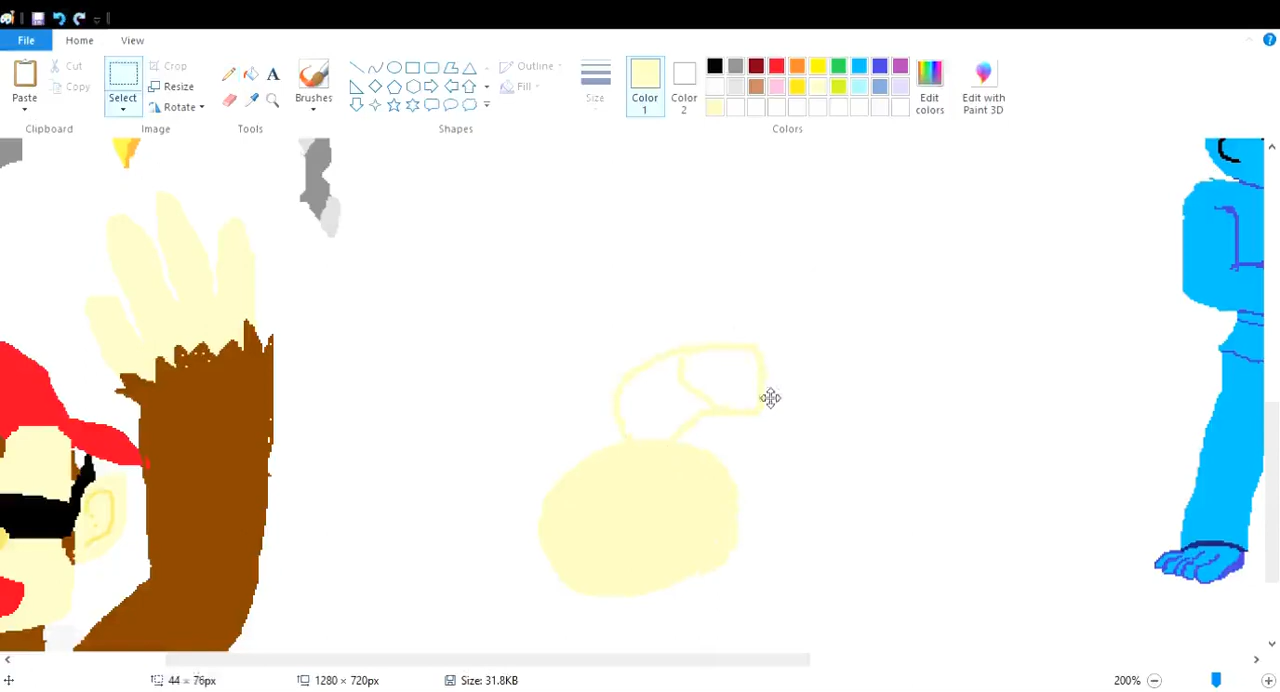 File Home View
Cut
Copy
Paste
Clipboard
Select
Crop
Resize
Rotate
Image
A
Tools
Brushes
Outline
Fill
Shapes
Size
Color 1
Color 2
Edit colors
Edit with Paint 3D
Colors
44 × 76px 1280 × 720px Size: 31.8KB 200%